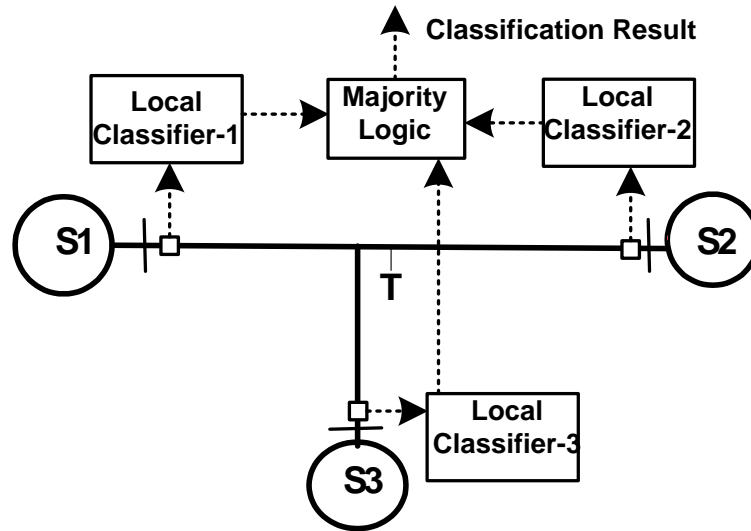 Classification Result
Local
Classifier-1
Majority
Logic
Local
Classifier-2
S1
S2
T
Local
Classifier-3
S3